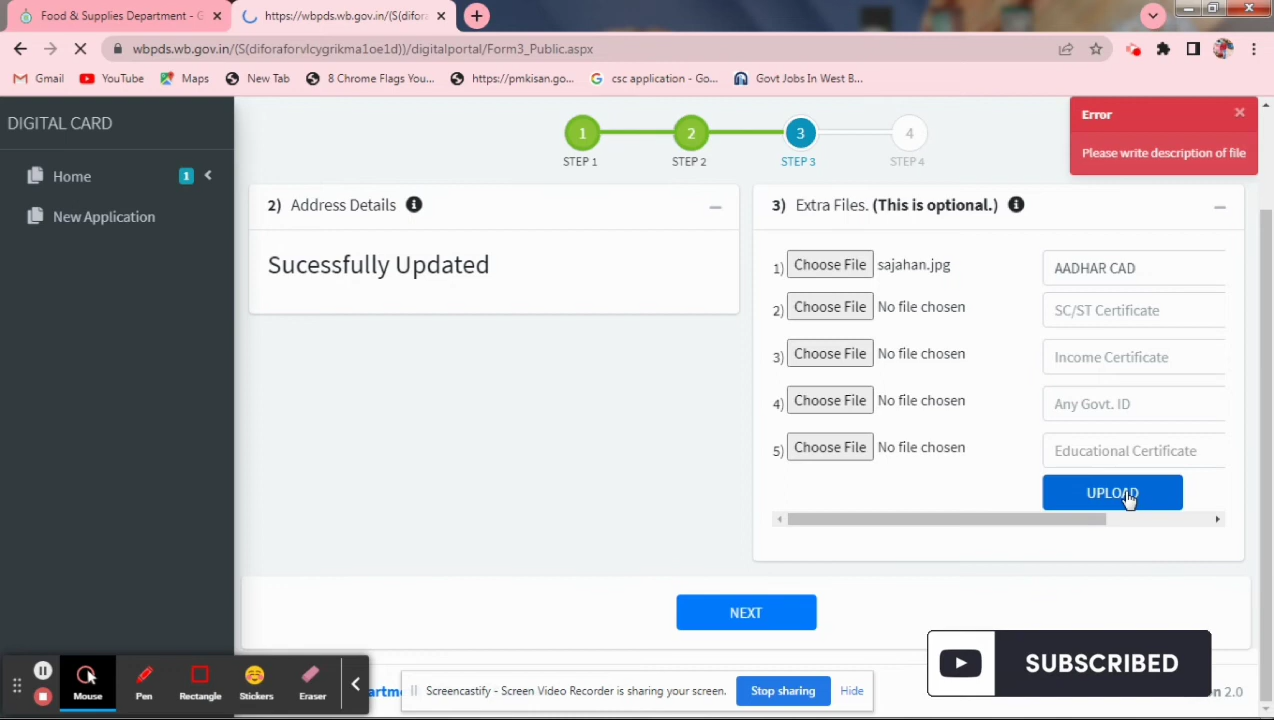 Food & Supplies Department - G
https://wbpds.wb.gov.in/(S(difora
wbpds.wb.gov.in/(S(diforaforvlcygrikma1oe1d))/digitalportal/Form3_Public.aspx
Gmail YouTube Maps New Tab 8 Chrome Flags You... https://pmkisan.go... csc application - Go... Govt Jobs In West B...
DIGITAL CARD
Home 1
New Application
1 2 3 4
STEP 1 STEP 2 STEP 3 STEP 4
Error
Please write description of file
2) Address Details
Sucessfully Updated
3) Extra Files. (This is optional.)
1) Choose File sajahan.jpg AADHAR CAD
2) Choose File No file chosen SC/ST Certificate
3) Choose File No file chosen Income Certificate
4) Choose File No file chosen Any Govt. ID
5) Choose File No file chosen Educational Certificate
UPLOAD
NEXT
SUBSCRIBED
Mouse Pen Rectangle Stickers Eraser
Screencastify - Screen Video Recorder is sharing your screen. Stop sharing Hide
2.0